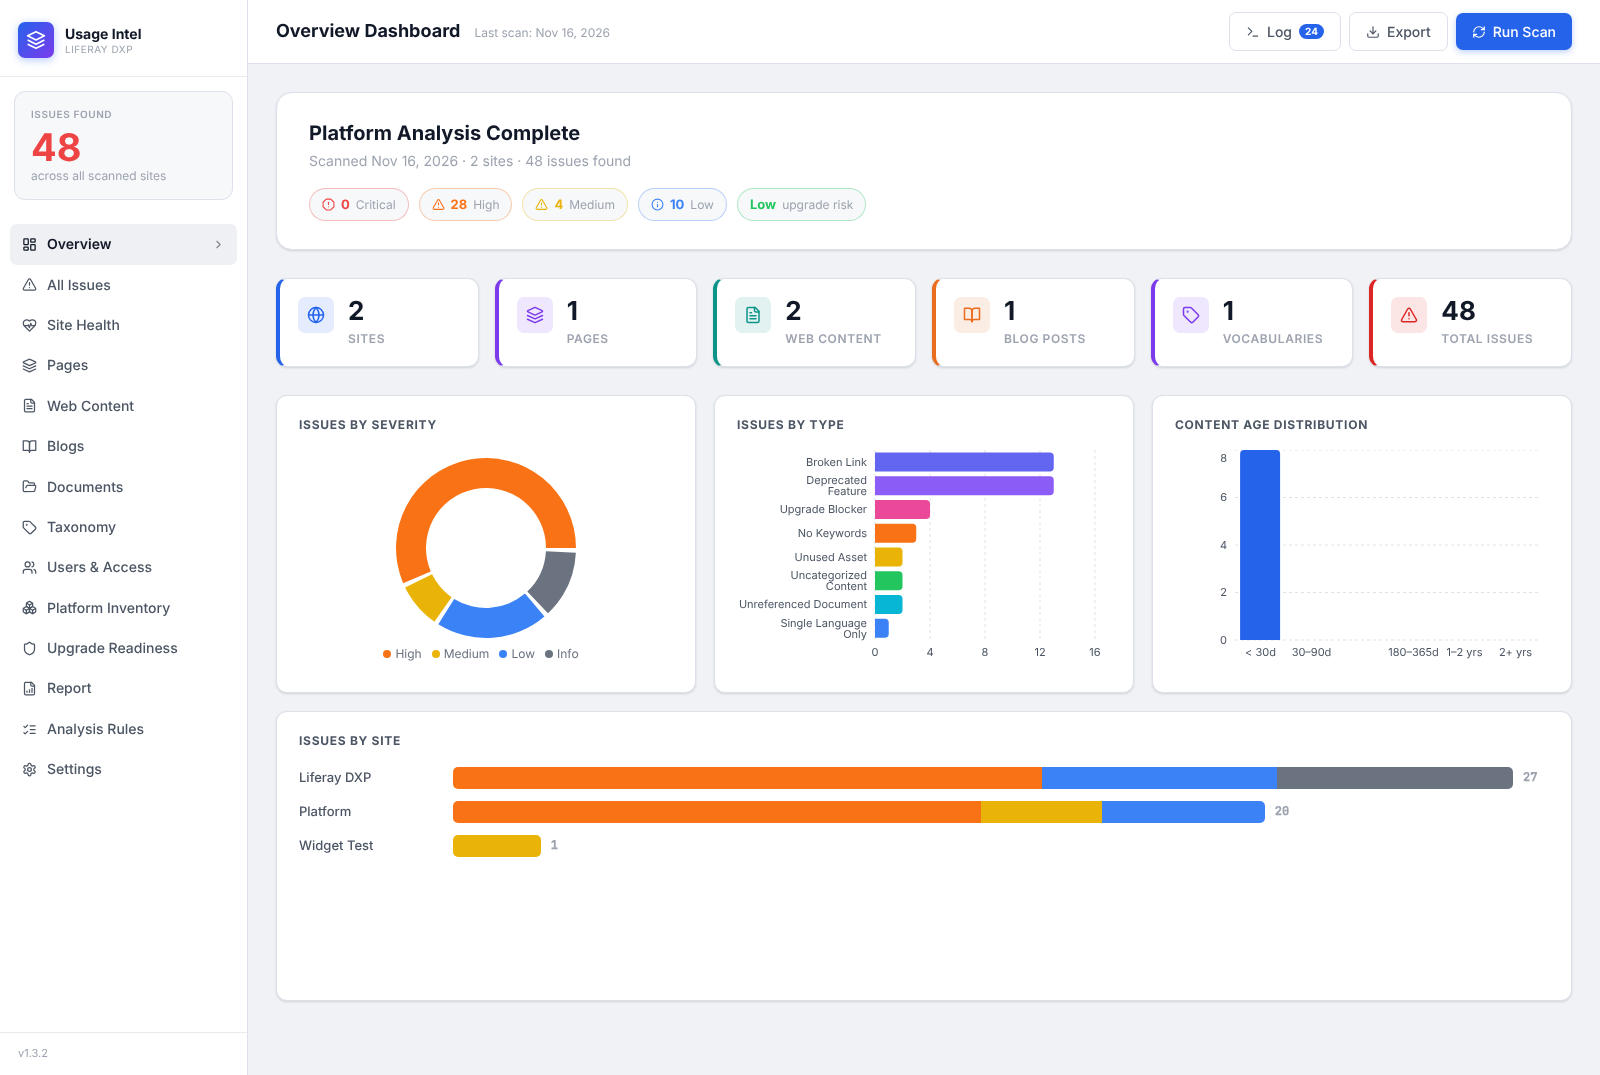 Usage Intel
LIFERAY DXP
ISSUES FOUND
48
across all scanned sites
Overview
All Issues
Site Health
Pages
Web Content
Blogs
Documents
Taxonomy
Users & Access
Platform Inventory
Upgrade Readiness
Report
Analysis Rules
Settings
v1.3.2
Overview Dashboard Last scan: Nov 16, 2026
Log 24 Export Run Scan
Platform Analysis Complete
Scanned Nov 16, 2026 · 2 sites · 48 issues found
0 Critical 28 High 4 Medium 10 Low Low upgrade risk
2
SITES
1
PAGES
2
WEB CONTENT
1
BLOG POSTS
1
VOCABULARIES
48
TOTAL ISSUES
ISSUES BY SEVERITY
High Medium Low Info
ISSUES BY TYPE
Broken Link
Deprecated
Feature
Upgrade Blocker
No Keywords
Unused Asset
Uncategorized
Content
Unreferenced Document
Single Language
Only
0 4 8 12 16
CONTENT AGE DISTRIBUTION
8
6
4
2
0
< 30d 30–90d 180–365d 1–2 yrs 2+ yrs
ISSUES BY SITE
Liferay DXP 27
Platform 20
Widget Test 1